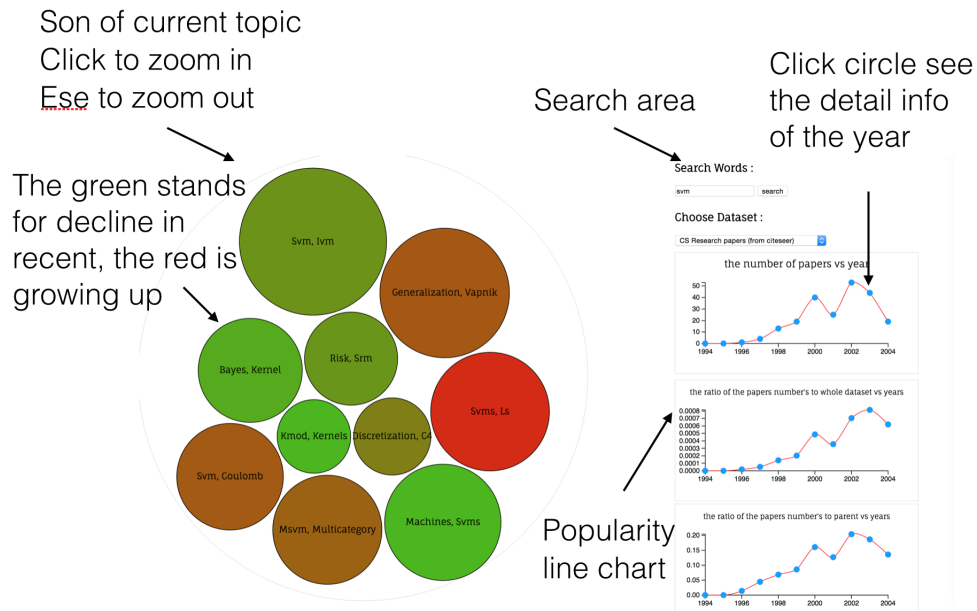 Son of current topic
Click to zoom in
Ese to zoom out
The green stands
for decline in
recent, the red is
growing up
Search area
Click circle see
the detail info
of the year
Svm, Ivm
Generalization, Vapnik
Bayes, Kernel
Risk, Srm
Svms, Ls
Kmod, Kernels
Discretization, C4
Svm, Coulomb
Msvm, Multicategory
Machines, Svms
Search Words :
svm
search
Choose Dataset :
CS Research papers (from citeseer)
the number of papers vs year
50
40
30
20
10
0
1994 1996 1998 2000 2002 2004
the ratio of the papers number's to whole dataset vs years
0.0008
0.0007
0.0006
0.0005
0.0004
0.0003
0.0002
0.0001
0.0000
1994 1996 1998 2000 2002 2004
Popularity
line chart
the ratio of the papers number's to parent vs years
0.20
0.15
0.10
0.05
0.00
1994 1996 1998 2000 2002 2004